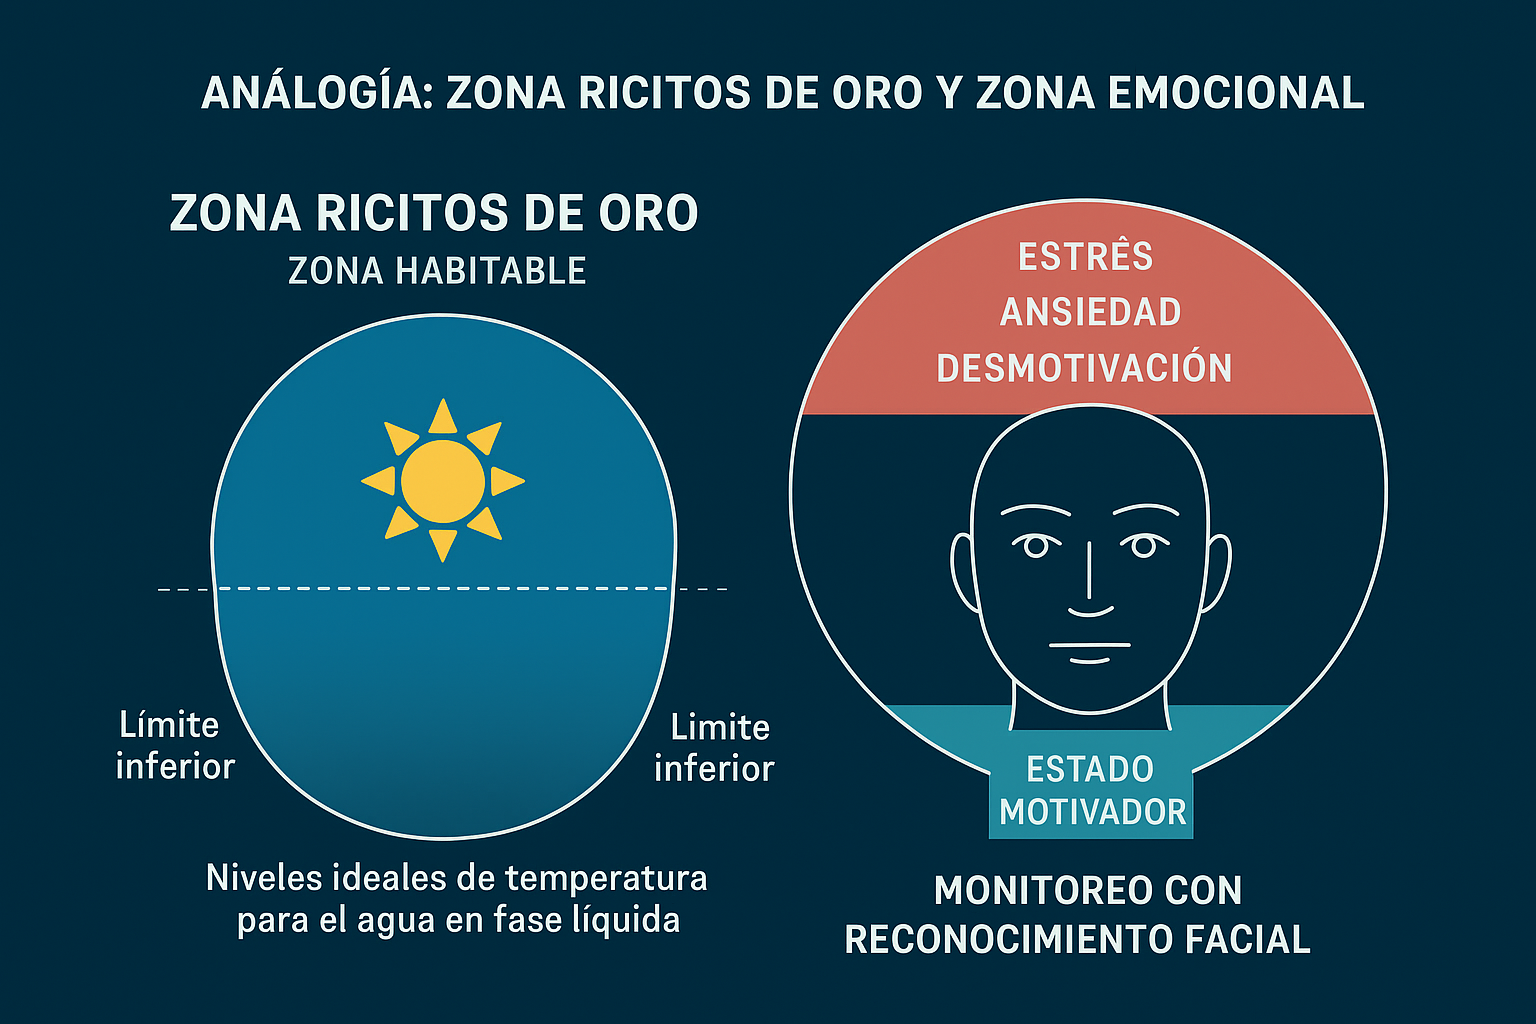 ANÁLOGÍA: ZONA RICITOS DE ORO Y ZONA EMOCIONAL
ZONA RICITOS DE ORO
ZONA HABITABLE
Límite
inferior
Limite
inferior
Niveles ideales de temperatura
para el agua en fase líquida
ESTRÊS
ANSIEDAD
DESMOTIVACIÓN
ESTADO
MOTIVADOR
MONITOREO CON
RECONOCIMIENTO FACIAL